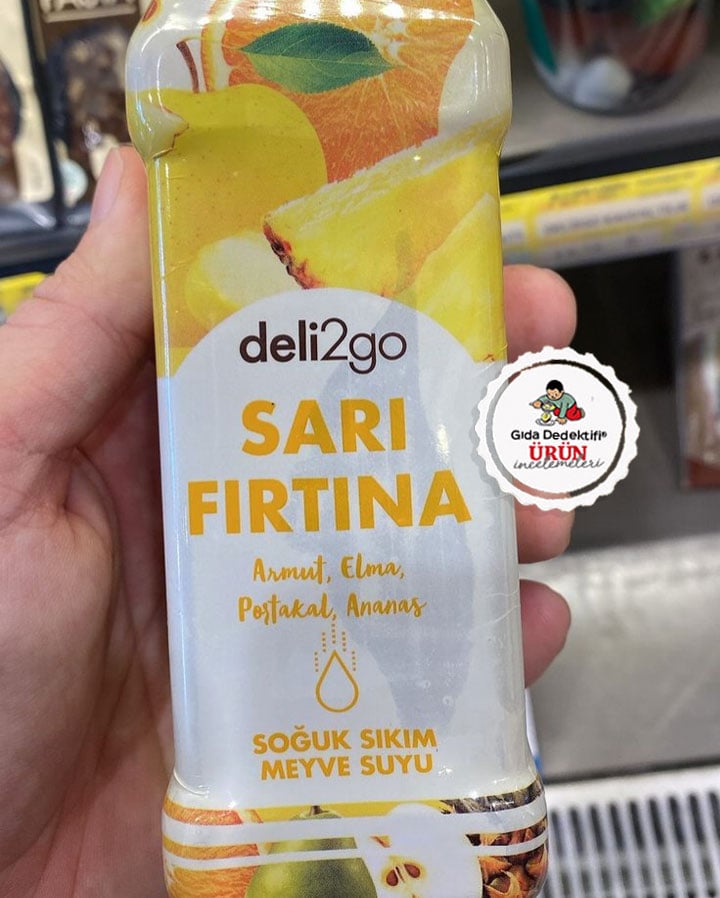 deli2go
SARI
FIRTINA
Armut, Elma,
Portakal, Ananas
SOĞUK SIKIM
MEYVE SUYU
Gıda Dedektifi®
ÜRÜN
incelemeleri